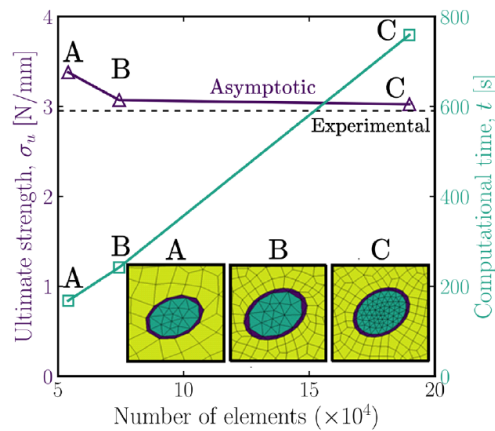 4
3
2
1
0
Ultimate strength, σ_u [N/mm]
800
600
400
200
0
Computational time, t [s]
A
B
Asymptotic
C
C
Experimental
A
B
A
B
C
5
10
15
20
Number of elements (×10⁴)